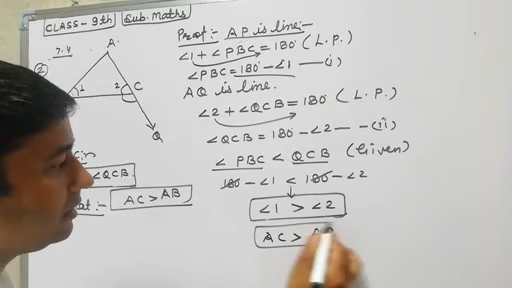 CLASS-9th Sub. Maths
7.4
②
A
1 2 C
Q
<QCB
AC > AB
Proof:- AP is line:-
∠1 + ∠PBC = 180° (L.P.)
∠PBC = 180° - ∠1 —(i)
AQ is line.
∠2 + ∠QCB = 180° (L.P.)
∠QCB = 180° - ∠2 — (ii)
∠PBC < ∠QCB (Given)
180 - ∠1 < 180 - ∠2
∠1 > ∠2
AC >